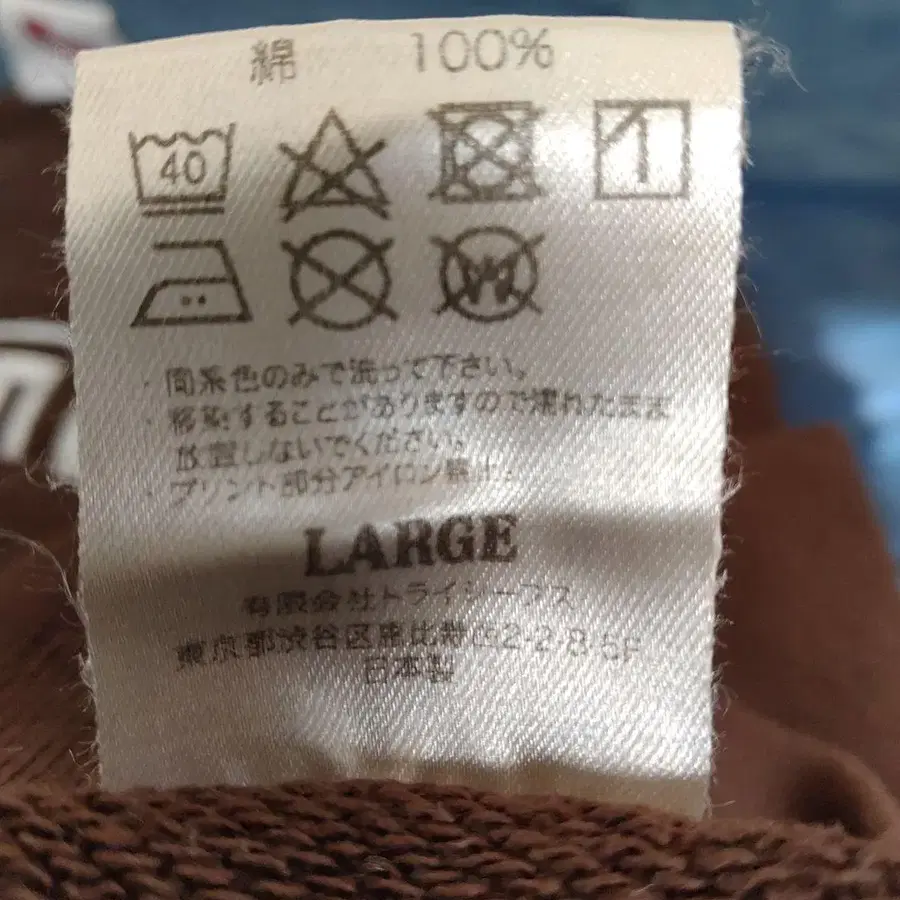 綿 100%
40
・同系色のみで洗って下さい。
・移染することがありますので濡れたまま
放置しないでください。
・プリント部分アイロン禁止。
LARGE
有限会社トライシープス
東京都渋谷区恵比寿西2-2-8-5F
日本製
W